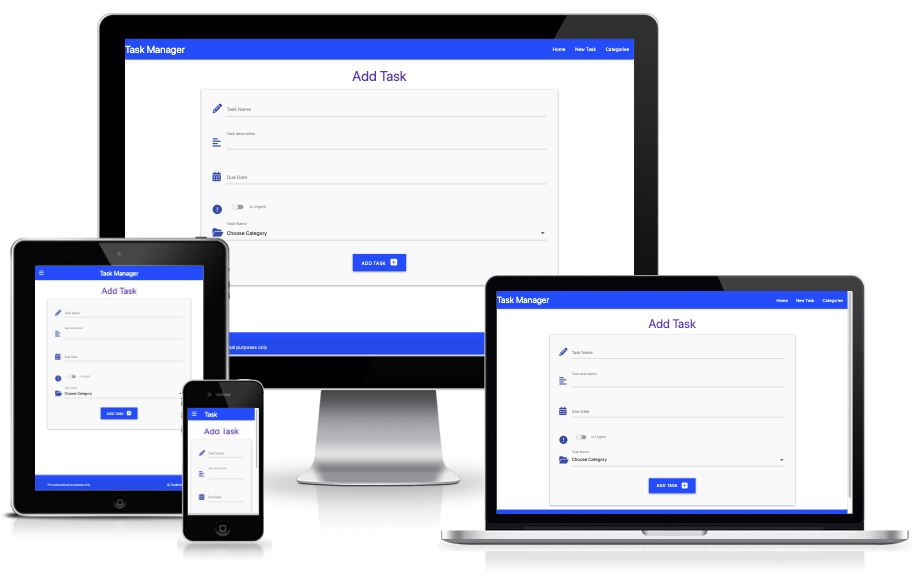 Task Manager
Home New Task Categories
Add Task
Task Name
Task description
Due Date
Is Urgent
Task Name
Choose Category
ADD TASK
nal purposes only
Task Manager
Add Task
Task Name
Task description
Due Date
Is Urgent
Task Name
Choose Category
ADD TASK
For educational purposes only
Task
Add Task
Task Name
Task description
Due Date
Task Manager
Home New Task Categories
Add Task
Task Name
Task description
Due Date
Is Urgent
Task Name
Choose Category
ADD TASK